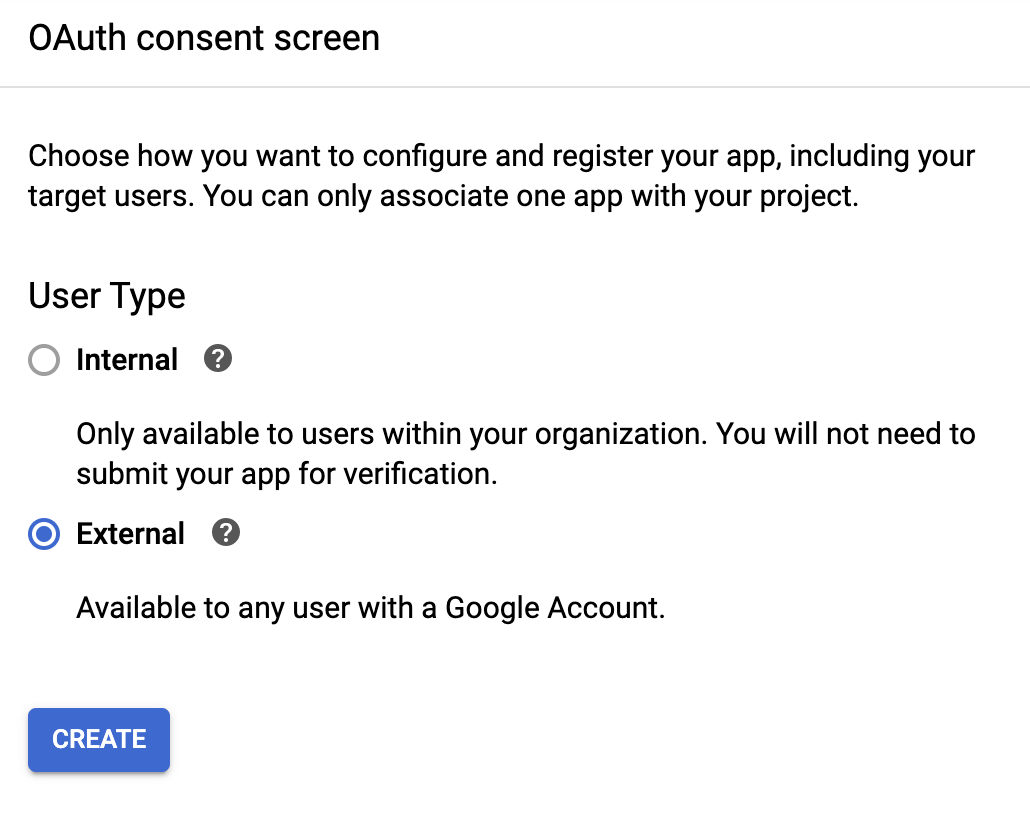 OAuth consent screen
Choose how you want to configure and register your app, including your
target users. You can only associate one app with your project.
User Type
Internal ?
Only available to users within your organization. You will not need to
submit your app for verification.
External ?
Available to any user with a Google Account.
CREATE